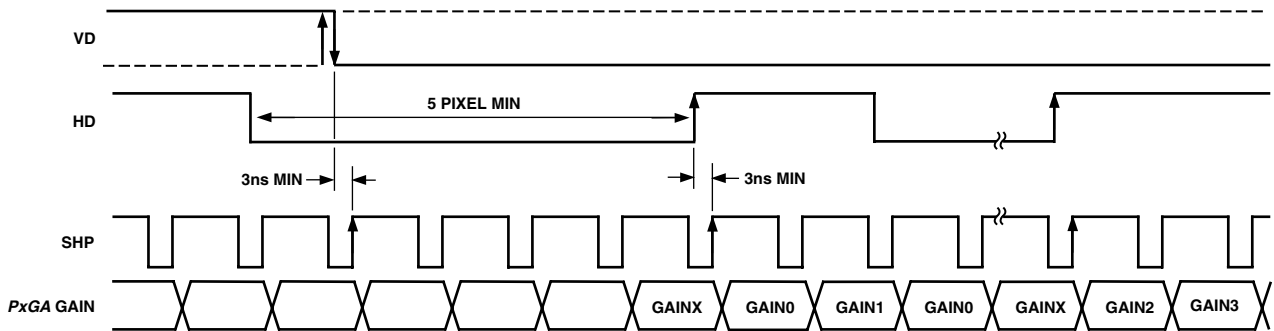 VD
HD
5 PIXEL MIN
3ns MIN
3ns MIN
SHP
PxGA GAIN
GAINX
GAIN0
GAIN1
GAIN0
GAINX
GAIN2
GAIN3